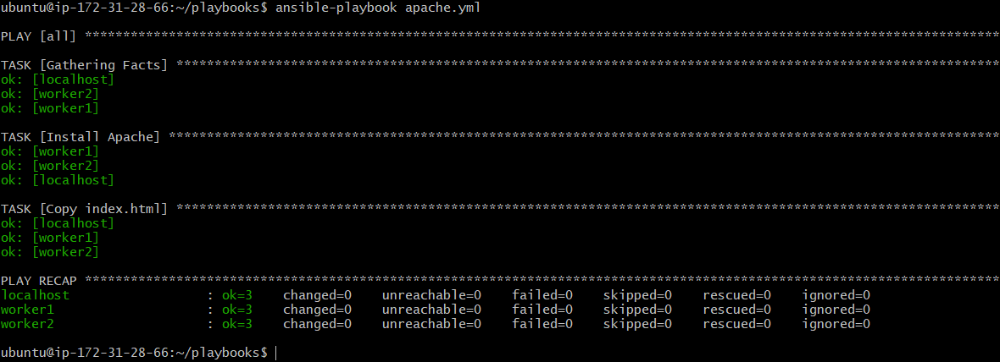 ubuntu@ip-172-31-28-66:~/playbooks$ ansible-playbook apache.yml
PLAY [all] ************************************************************************************************************************
TASK [Gathering Facts] ************************************************************************************************************
ok: [localhost]
ok: [worker2]
ok: [worker1]
TASK [Install Apache] *************************************************************************************************************
ok: [worker1]
ok: [worker2]
ok: [localhost]
TASK [Copy index.html] ************************************************************************************************************
ok: [localhost]
ok: [worker1]
ok: [worker2]
PLAY RECAP ************************************************************************************************************************
localhost                  : ok=3    changed=0    unreachable=0    failed=0    skipped=0    rescued=0    ignored=0
worker1                    : ok=3    changed=0    unreachable=0    failed=0    skipped=0    rescued=0    ignored=0
worker2                    : ok=3    changed=0    unreachable=0    failed=0    skipped=0    rescued=0    ignored=0
ubuntu@ip-172-31-28-66:~/playbooks$